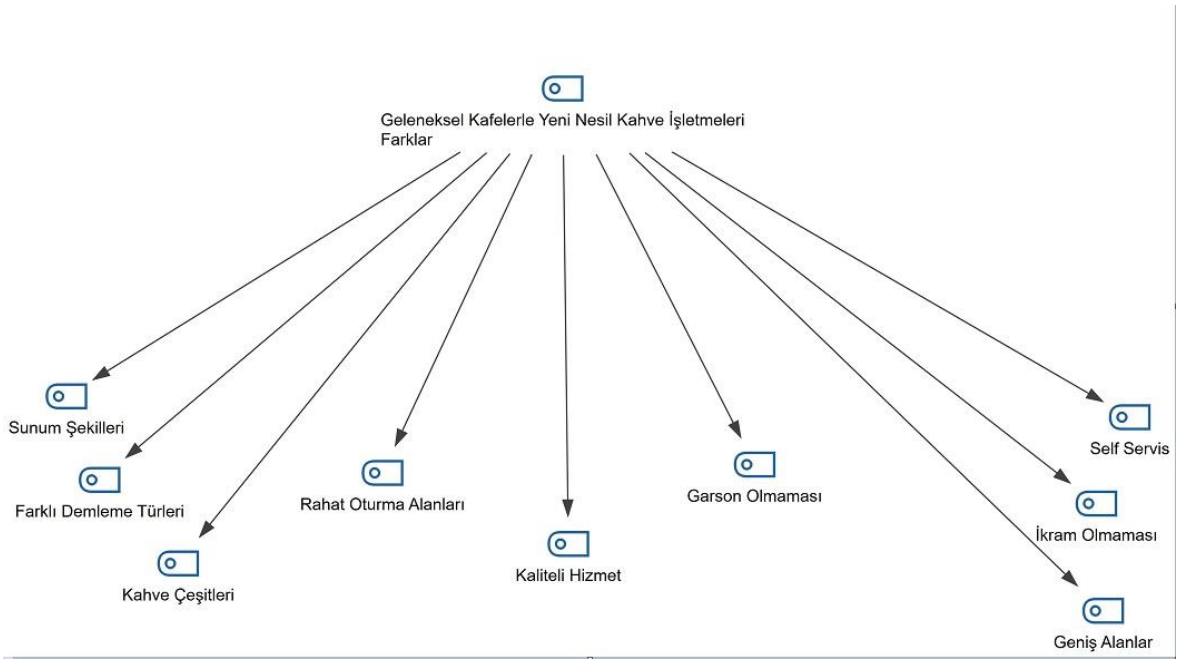 Geleneksel Kafelerle Yeni Nesil Kahve İşletmeleri
Farklar
Sunum Şekilleri
Farklı Demleme Türleri
Kahve Çeşitleri
Rahat Oturma Alanları
Kaliteli Hizmet
Garson Olmaması
Self Servis
İkram Olmaması
Geniş Alanlar